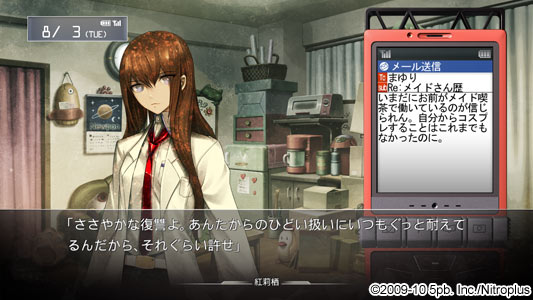 8/ 3 (TUE)
メール送信
To まゆり
Sub Re:メイドさん歴
いまだにお前がメイド喫
茶で働いているのが信じ
られん。自分からコスプ
レすることはこれまでも
なかったのに。
「ささやかな復讐よ。あんたからのひどい扱いにいつもぐっと耐えて
るんだから、それぐらい許せ」
紅莉栖
©2009-10 5pb. Inc./Nitroplus